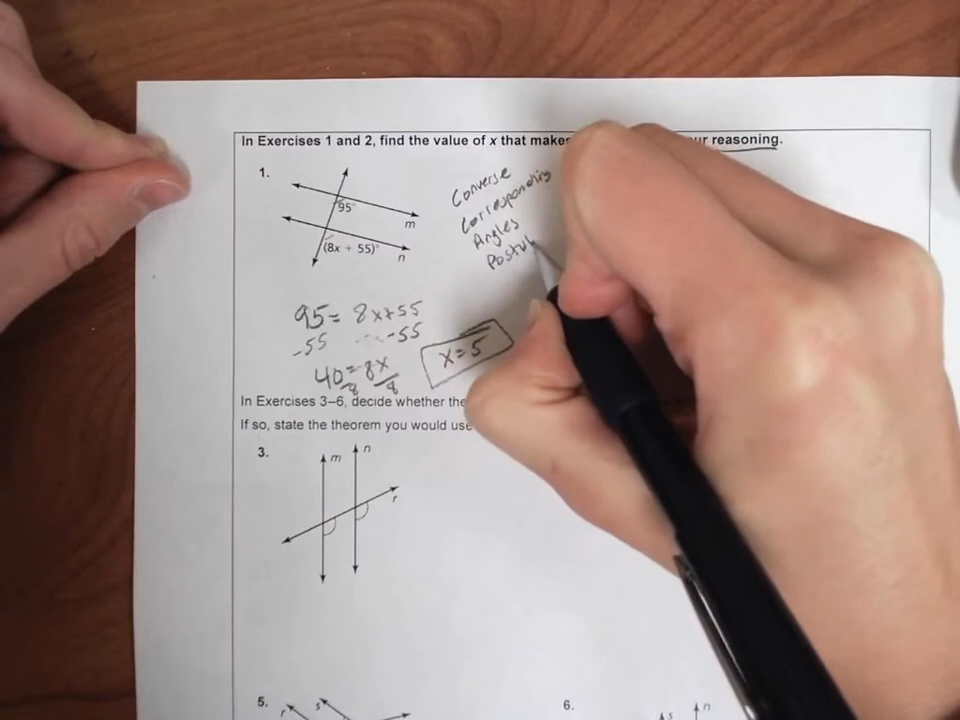 In Exercises 1 and 2, find the value of x that makes ur reasoning.
1.
95°
m
(8x + 55)°
n
Converse
Corresponding
Angles
Postul
95 = 8x+55
-55 -55
40=8x
8 8
x=5
In Exercises 3–6, decide whether the
If so, state the theorem you would use
3.
m n
r
5.
r s
6.
s n